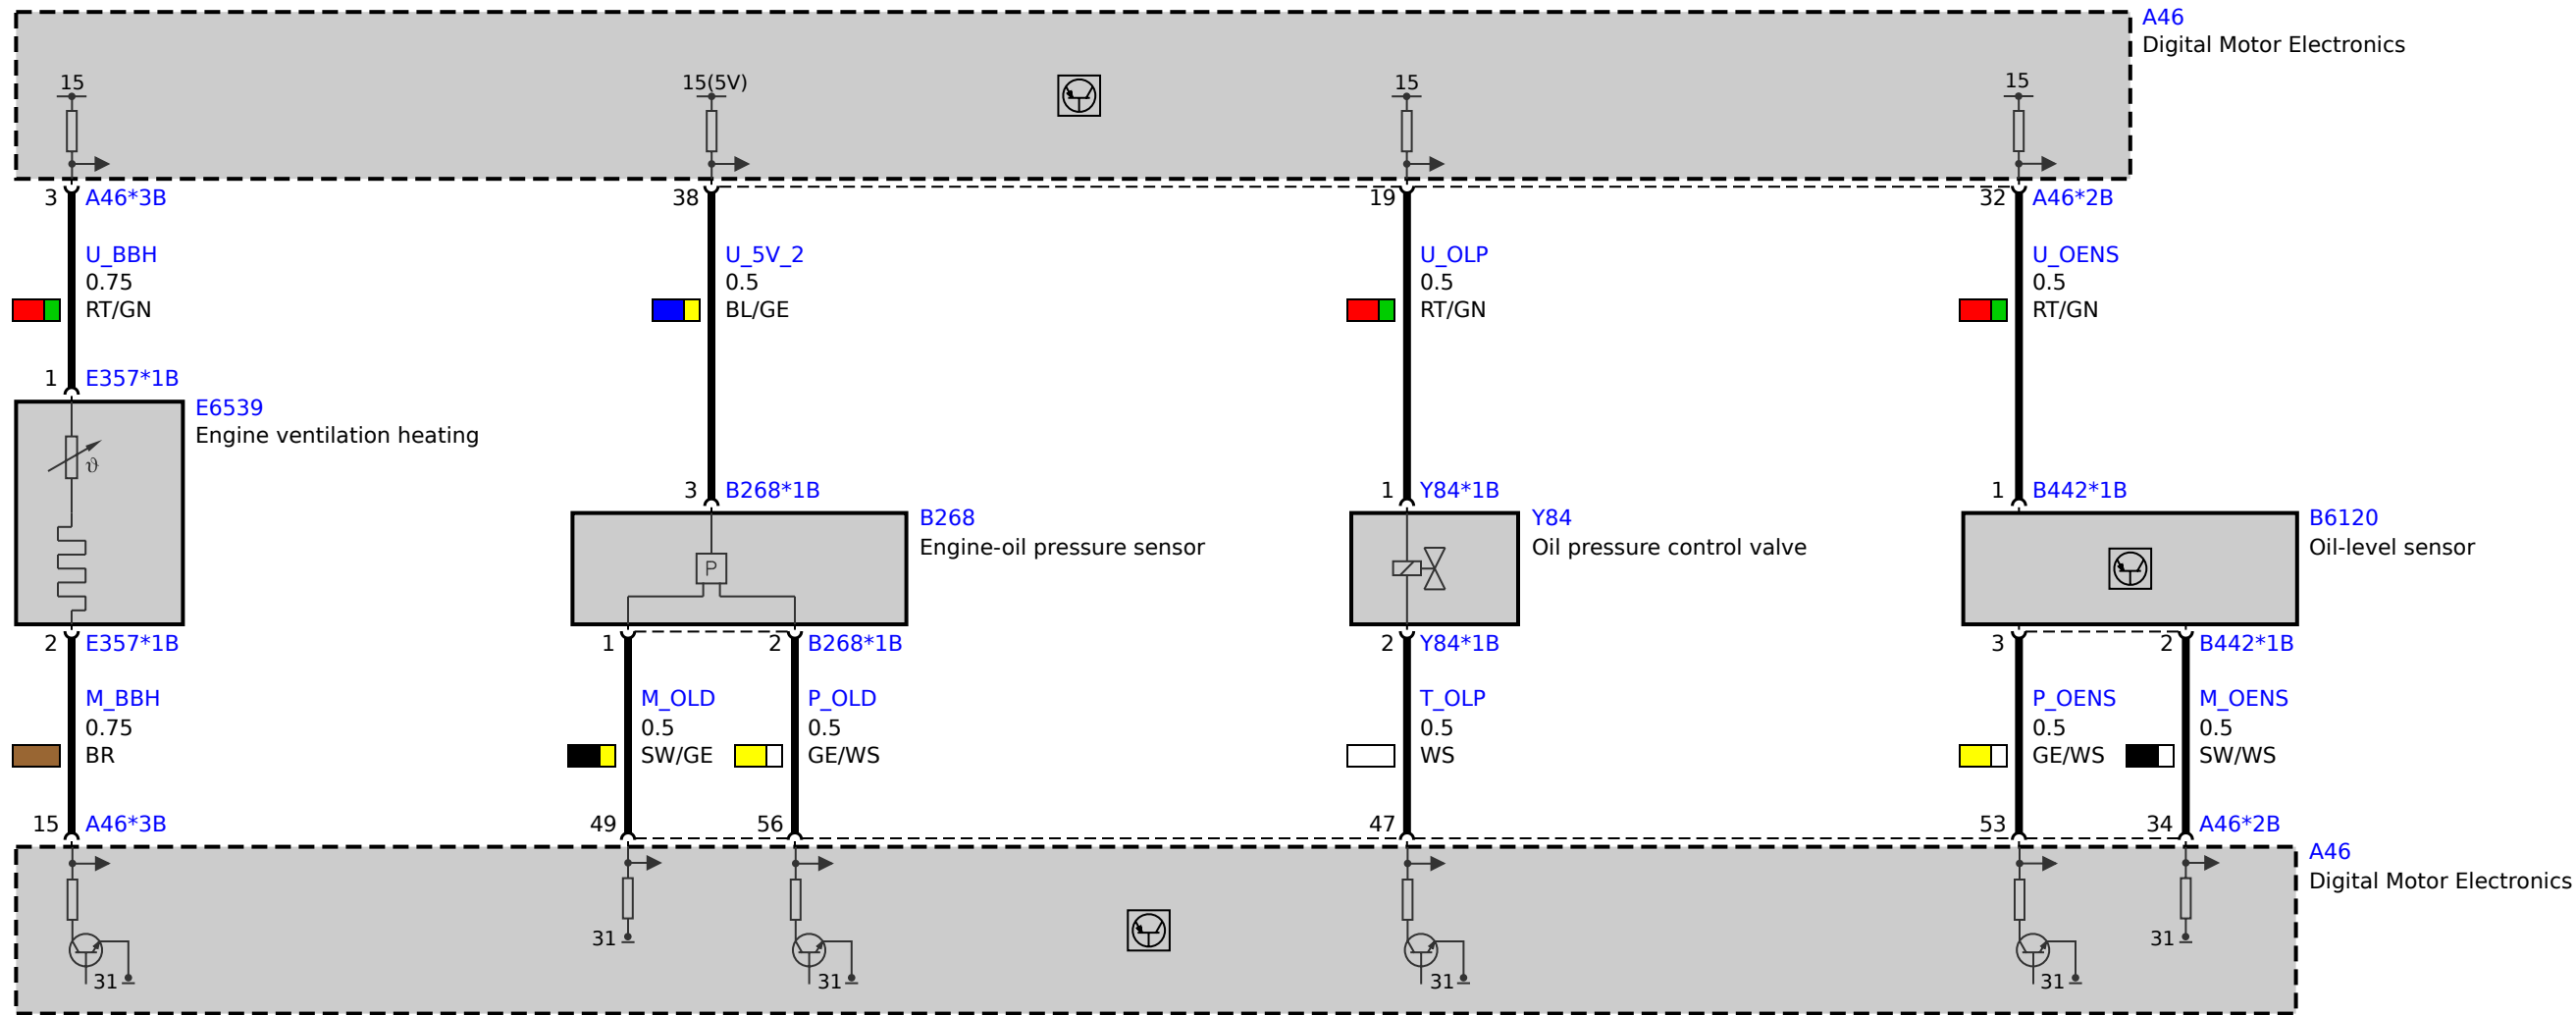 A46
Digital Motor Electronics
15
15(5V)
15
15
3 A46*3B
38
19
32 A46*2B
U_BBH
0.75
RT/GN
U_5V_2
0.5
BL/GE
U_OLP
0.5
RT/GN
U_OENS
0.5
RT/GN
1 E357*1B
E6539
Engine ventilation heating
ϑ
3 B268*1B
B268
Engine-oil pressure sensor
P
1 Y84*1B
Y84
Oil pressure control valve
1 B442*1B
B6120
Oil-level sensor
2 E357*1B
1
2 B268*1B
2 Y84*1B
3
2 B442*1B
M_BBH
0.75
BR
M_OLD
0.5
SW/GE
P_OLD
0.5
GE/WS
T_OLP
0.5
WS
P_OENS
0.5
GE/WS
M_OENS
0.5
SW/WS
15 A46*3B
49
56
47
53
34 A46*2B
A46
Digital Motor Electronics
31
31
31
31
31
31